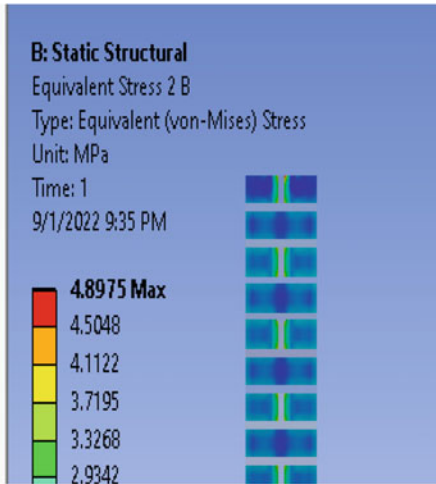 B: Static Structural
Equivalent Stress 2 B
Type: Equivalent (von-Mises) Stress
Unit: MPa
Time: 1
9/1/2022 9:35 PM
4.8975 Max
4.5048
4.1122
3.7195
3.3268
2.9342